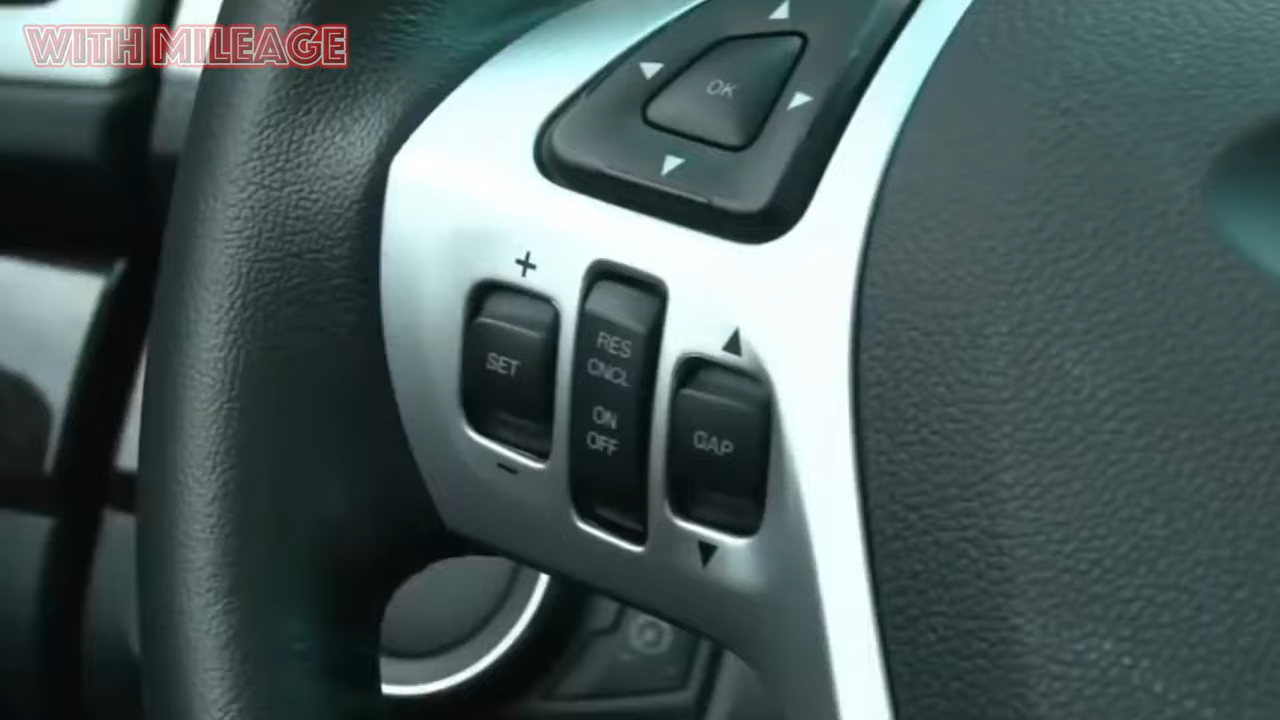 WITH MILEAGE
OK
+
SET
-
RES
CNCL
ON
OFF
GAP